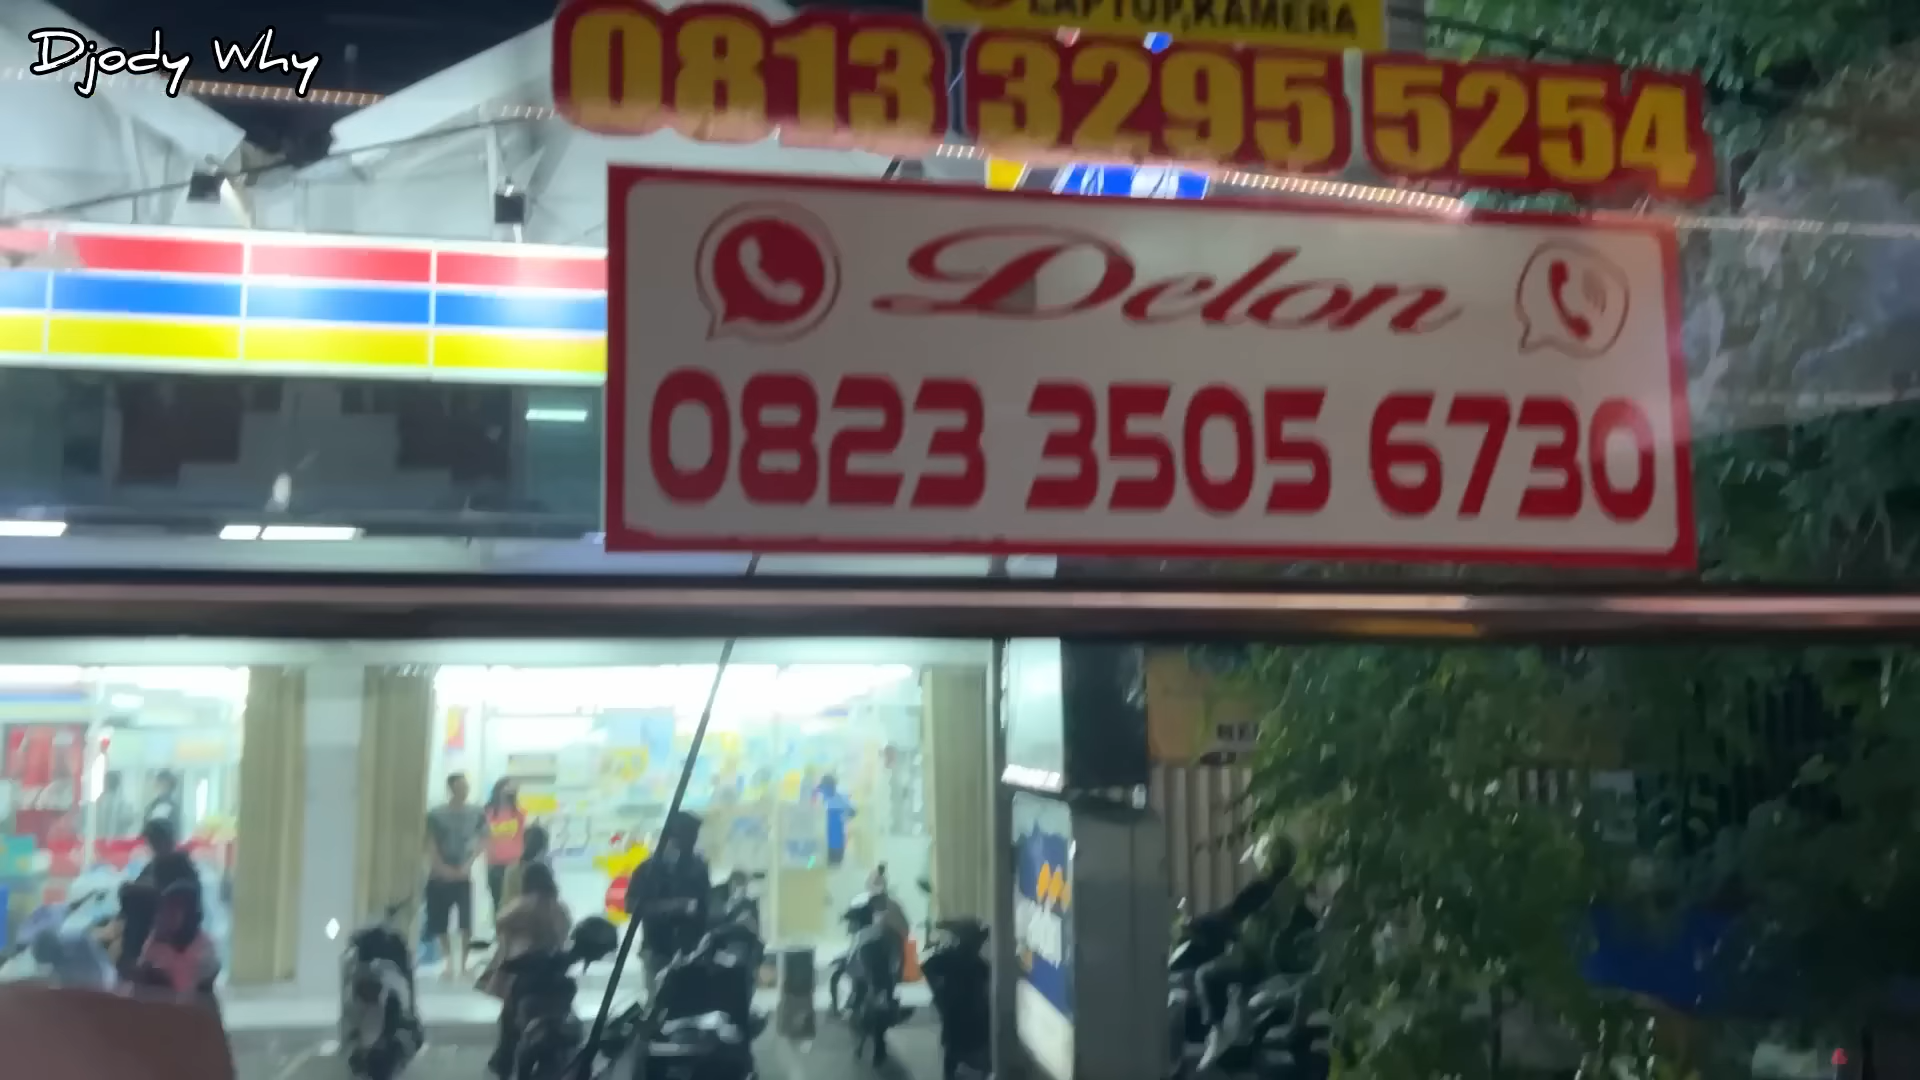 Djody Why
LAPTOP,KAMERA
0813 3295 5254
Delon
0823 3505 6730